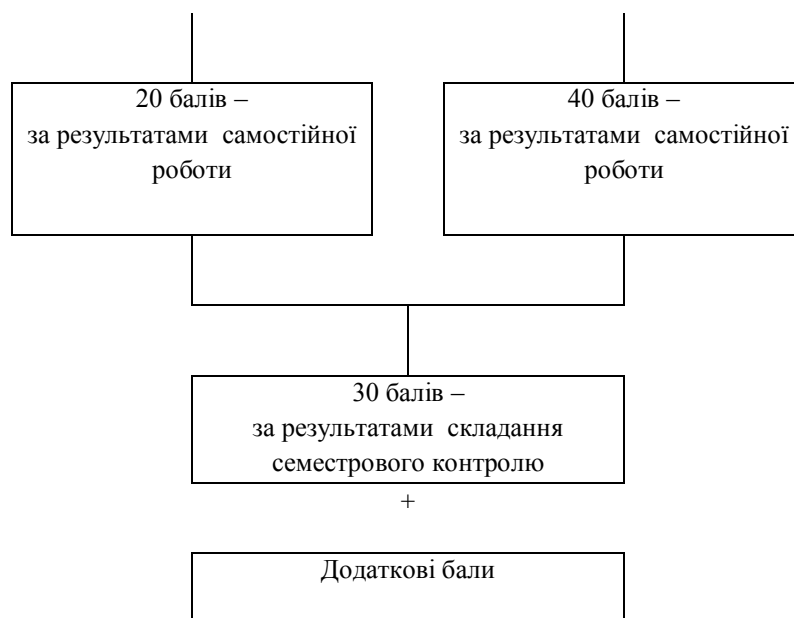 20 балів –
за результатами самостійної
роботи
40 балів –
за результатами самостійної
роботи
30 балів –
за результатами складання
семестрового контролю
+
Додаткові бали